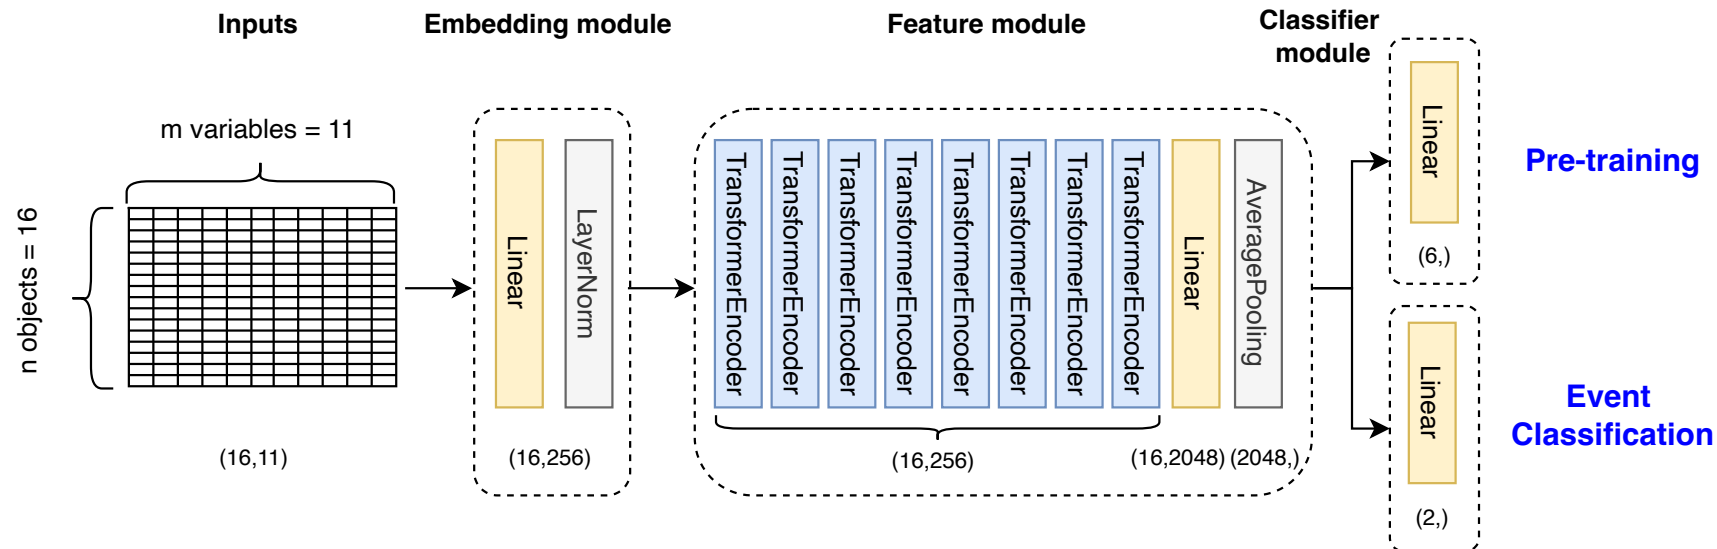 Inputs
Embedding module
Feature module
Classifier
module
m variables = 11
n objects = 16
(16,11)
Linear
LayerNorm
(16,256)
TransformerEncoder
TransformerEncoder
TransformerEncoder
TransformerEncoder
TransformerEncoder
TransformerEncoder
TransformerEncoder
TransformerEncoder
Linear
AveragePooling
(16,256)
(16,2048)
(2048,)
Linear
(6,)
Pre-training
Linear
(2,)
Event
Classification